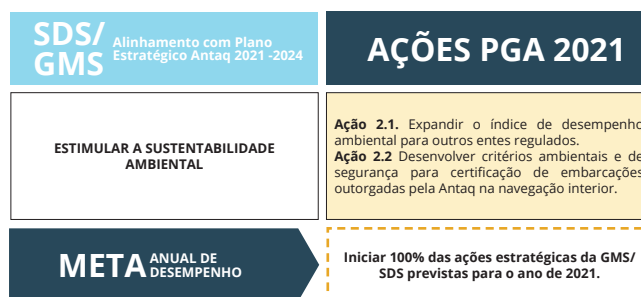 SDS/
GMS
Alinhamento com Plano
Estratégico Antaq 2021 -2024
AÇÕES PGA 2021
ESTIMULAR A SUSTENTABILIDADE
AMBIENTAL
Ação 2.1. Expandir o índice de desempenho
ambiental para outros entes regulados.
Ação 2.2 Desenvolver critérios ambientais e de
segurança para certificação de embarcações
outorgadas pela Antaq na navegação interior.
META ANUAL DE
DESEMPENHO
Iniciar 100% das ações estratégicas da GMS/
SDS previstas para o ano de 2021.